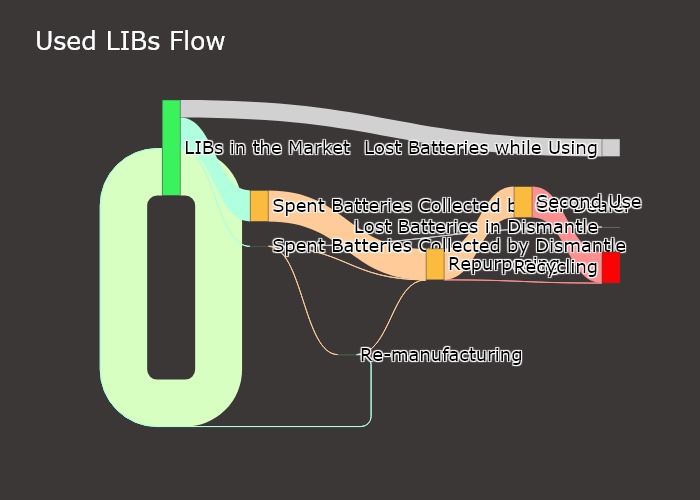 Used LIBs Flow
LIBs in the Market
Lost Batteries while Using
Spent Batteries Collected by Dealer
Second Use
Lost Batteries in Dismantle
Spent Batteries Collected by Dismantle
Repurposing
Recycling
Re-manufacturing